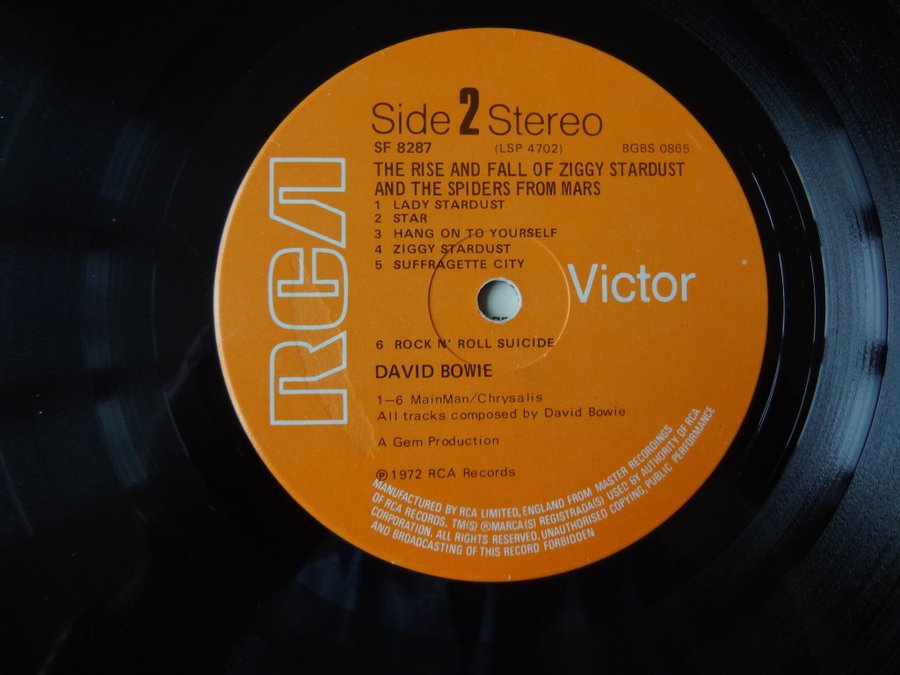 RCA
Side 2 Stereo
SF 8287 (LSP 4702) BGBS 0865
THE RISE AND FALL OF ZIGGY STARDUST
AND THE SPIDERS FROM MARS
1 LADY STARDUST
2 STAR
3 HANG ON TO YOURSELF
4 ZIGGY STARDUST
5 SUFFRAGETTE CITY
Victor
6 ROCK N' ROLL SUICIDE
DAVID BOWIE
1—6 MainMan/Chrysalis
All tracks composed by David Bowie
A Gem Production
℗1972 RCA Records
MANUFACTURED BY RCA LIMITED, ENGLAND FROM MASTER RECORDINGS
OF RCA RECORDS. TM(S) ®MARCA(S) REGISTRADA(S) USED BY AUTHORITY OF RCA
CORPORATION. ALL RIGHTS RESERVED. UNAUTHORISED COPYING, PUBLIC PERFORMANCE
AND BROADCASTING OF THIS RECORD FORBIDDEN